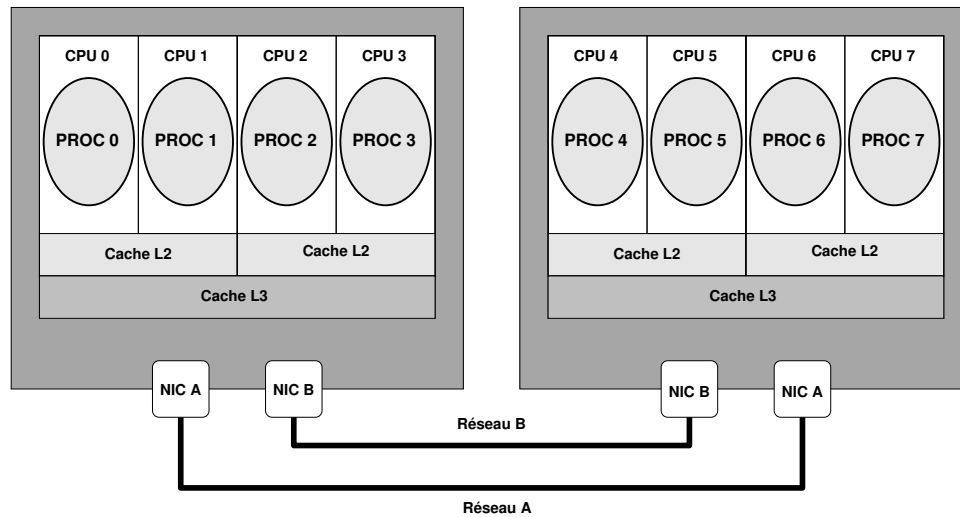 CPU 0
CPU 1
CPU 2
CPU 3
PROC 0
PROC 1
PROC 2
PROC 3
Cache L2
Cache L2
Cache L3
NIC A
NIC B
CPU 4
CPU 5
CPU 6
CPU 7
PROC 4
PROC 5
PROC 6
PROC 7
Cache L2
Cache L2
Cache L3
NIC B
NIC A
Réseau B
Réseau A